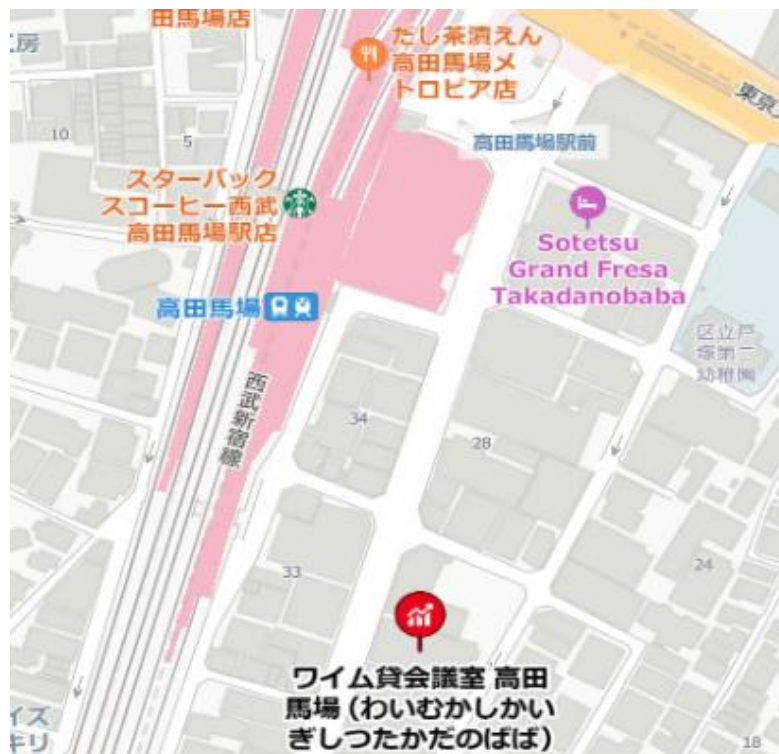 田馬場店
工房
だし茶漬えん
高田馬場メ
トロピア店
東京
10
5
高田馬場駅前
スターバック
スコーヒー西武
高田馬場駅店
Sotetsu
Grand Fresa
Takadanobaba
高田馬場
区立戸
塚第二
幼稚園
西武新宿線
34
28
33
24
ワイム貸会議室 高田
馬場 (わいむかしかい
ぎしつたかだのばば)
イズ
キリ
18